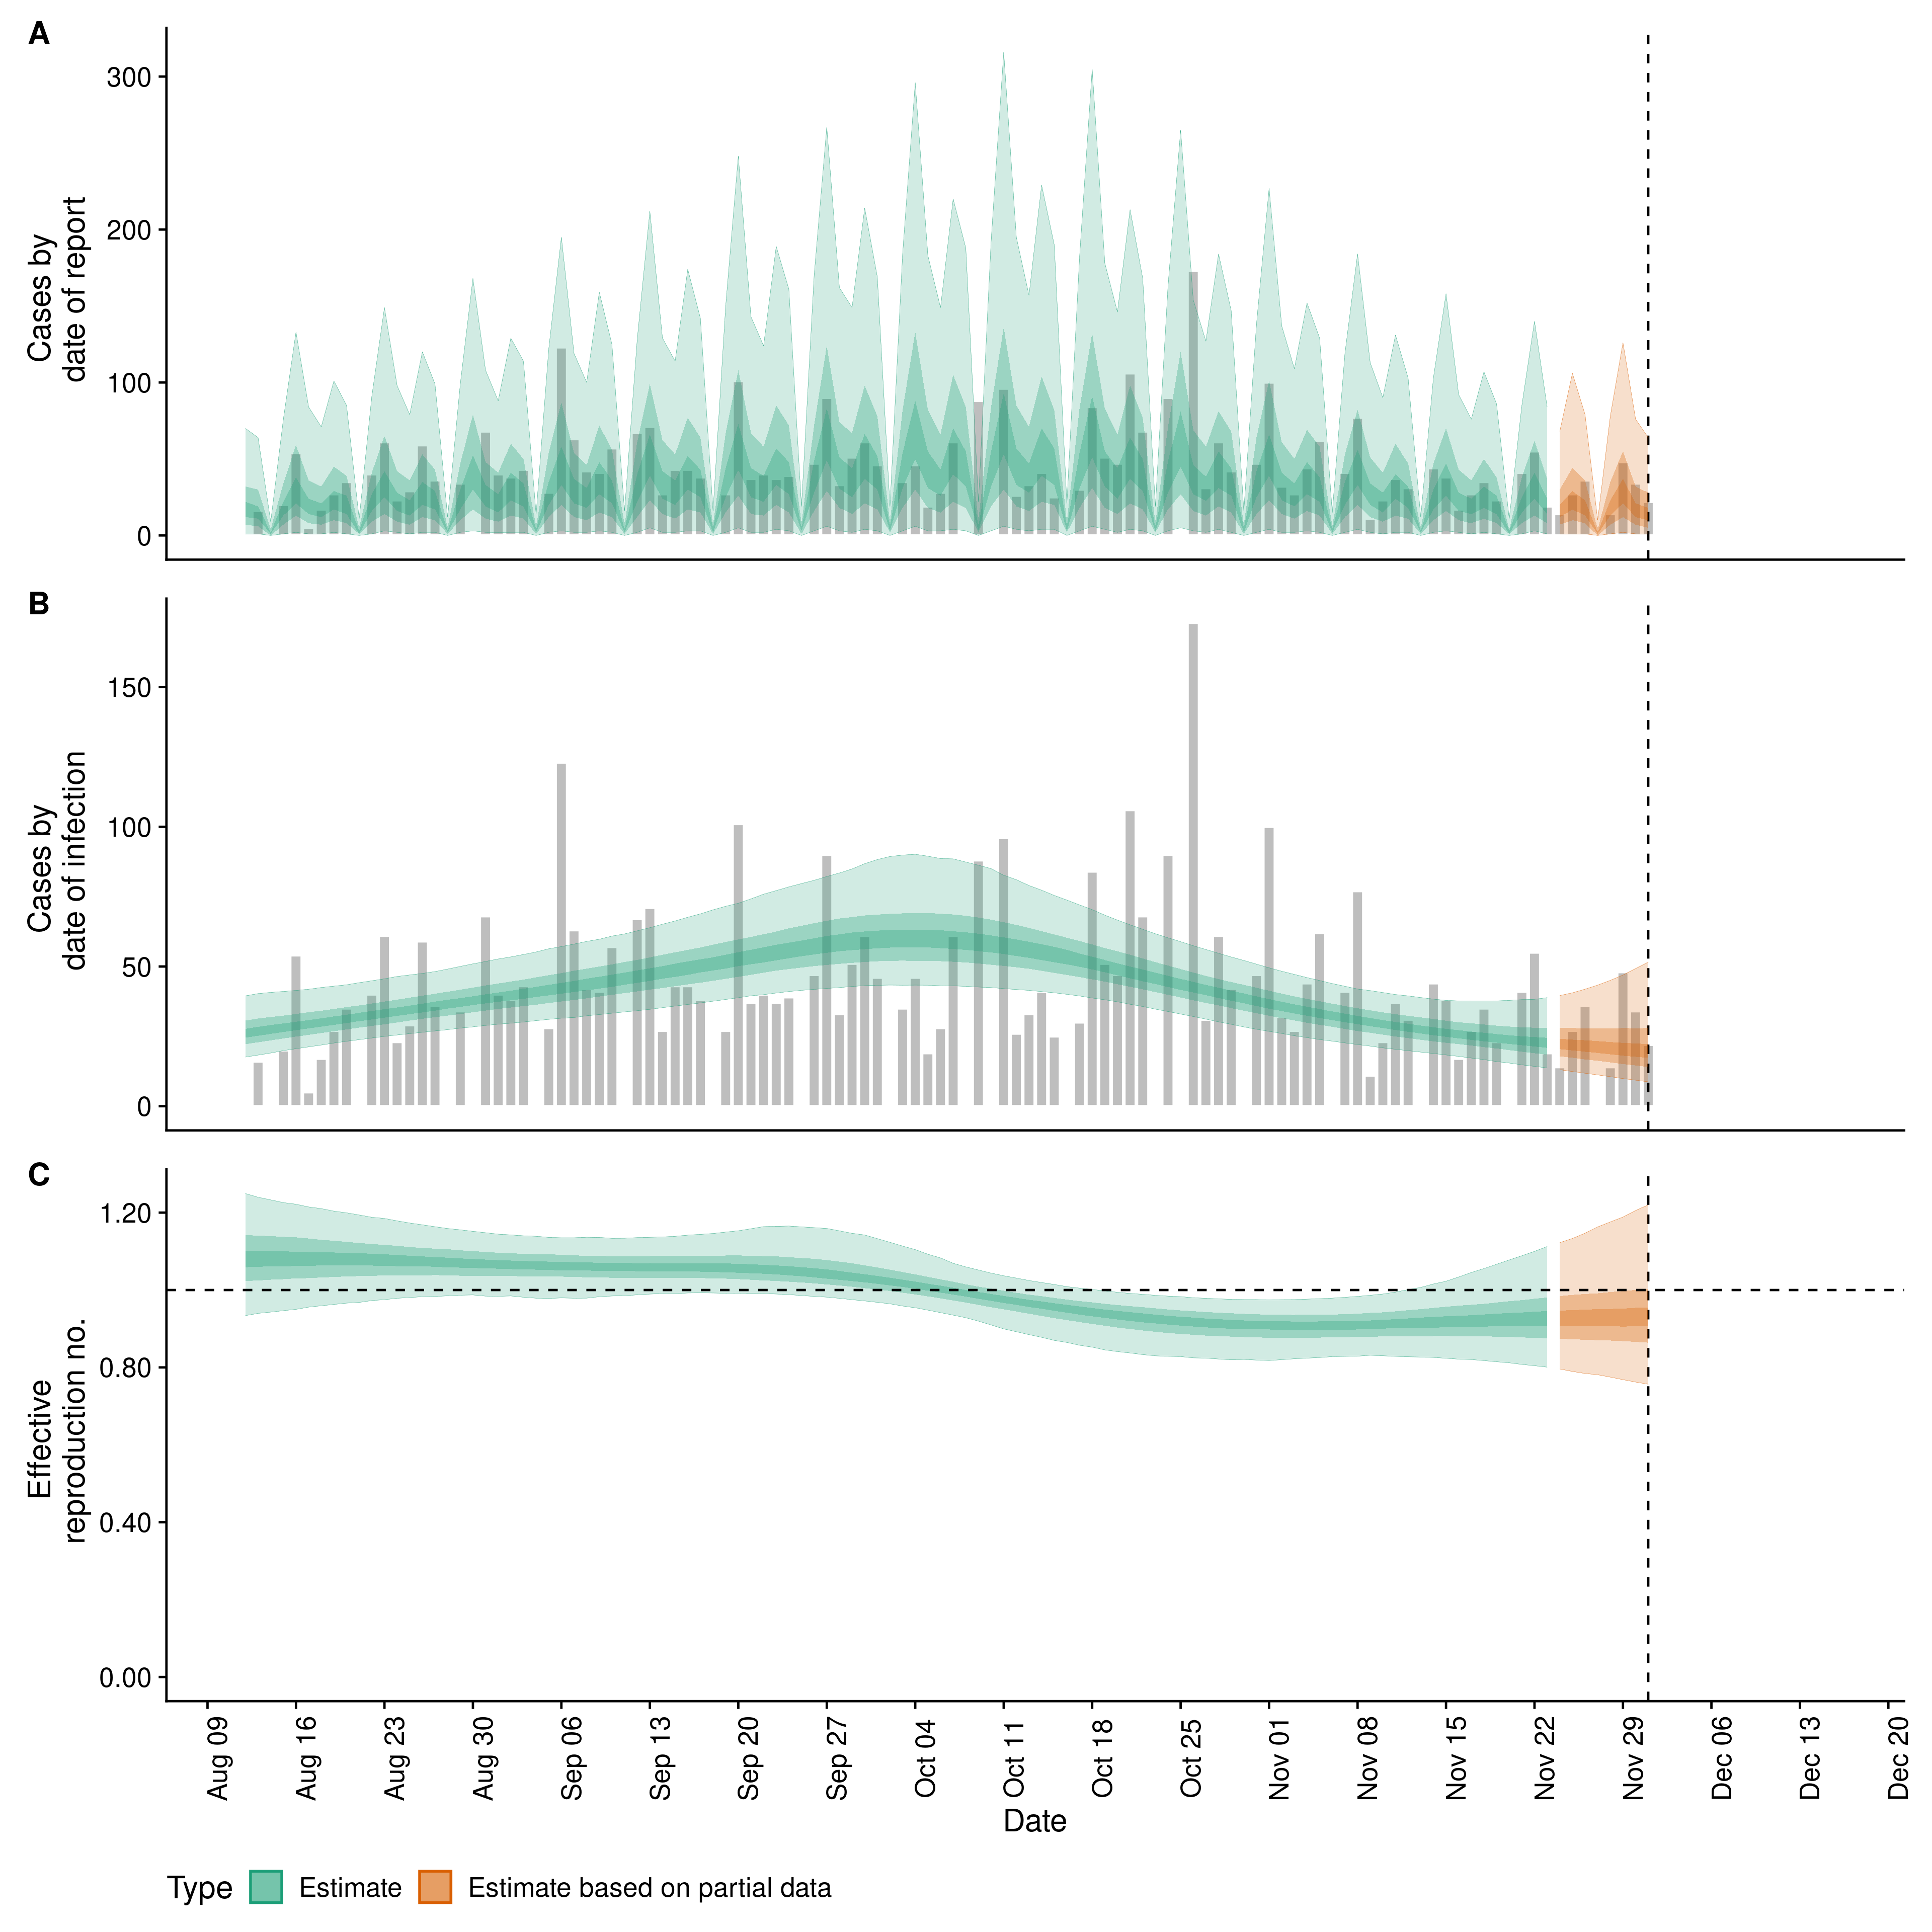 A
Cases by
date of report
300
200
100
0
B
Cases by
date of infection
150
100
50
0
C
Effective
reproduction no.
1.20
0.80
0.40
0.00
Aug 09
Aug 16
Aug 23
Aug 30
Sep 06
Sep 13
Sep 20
Sep 27
Oct 04
Oct 11
Oct 18
Oct 25
Nov 01
Nov 08
Nov 15
Nov 22
Nov 29
Dec 06
Dec 13
Dec 20
Date
Type Estimate Estimate based on partial data